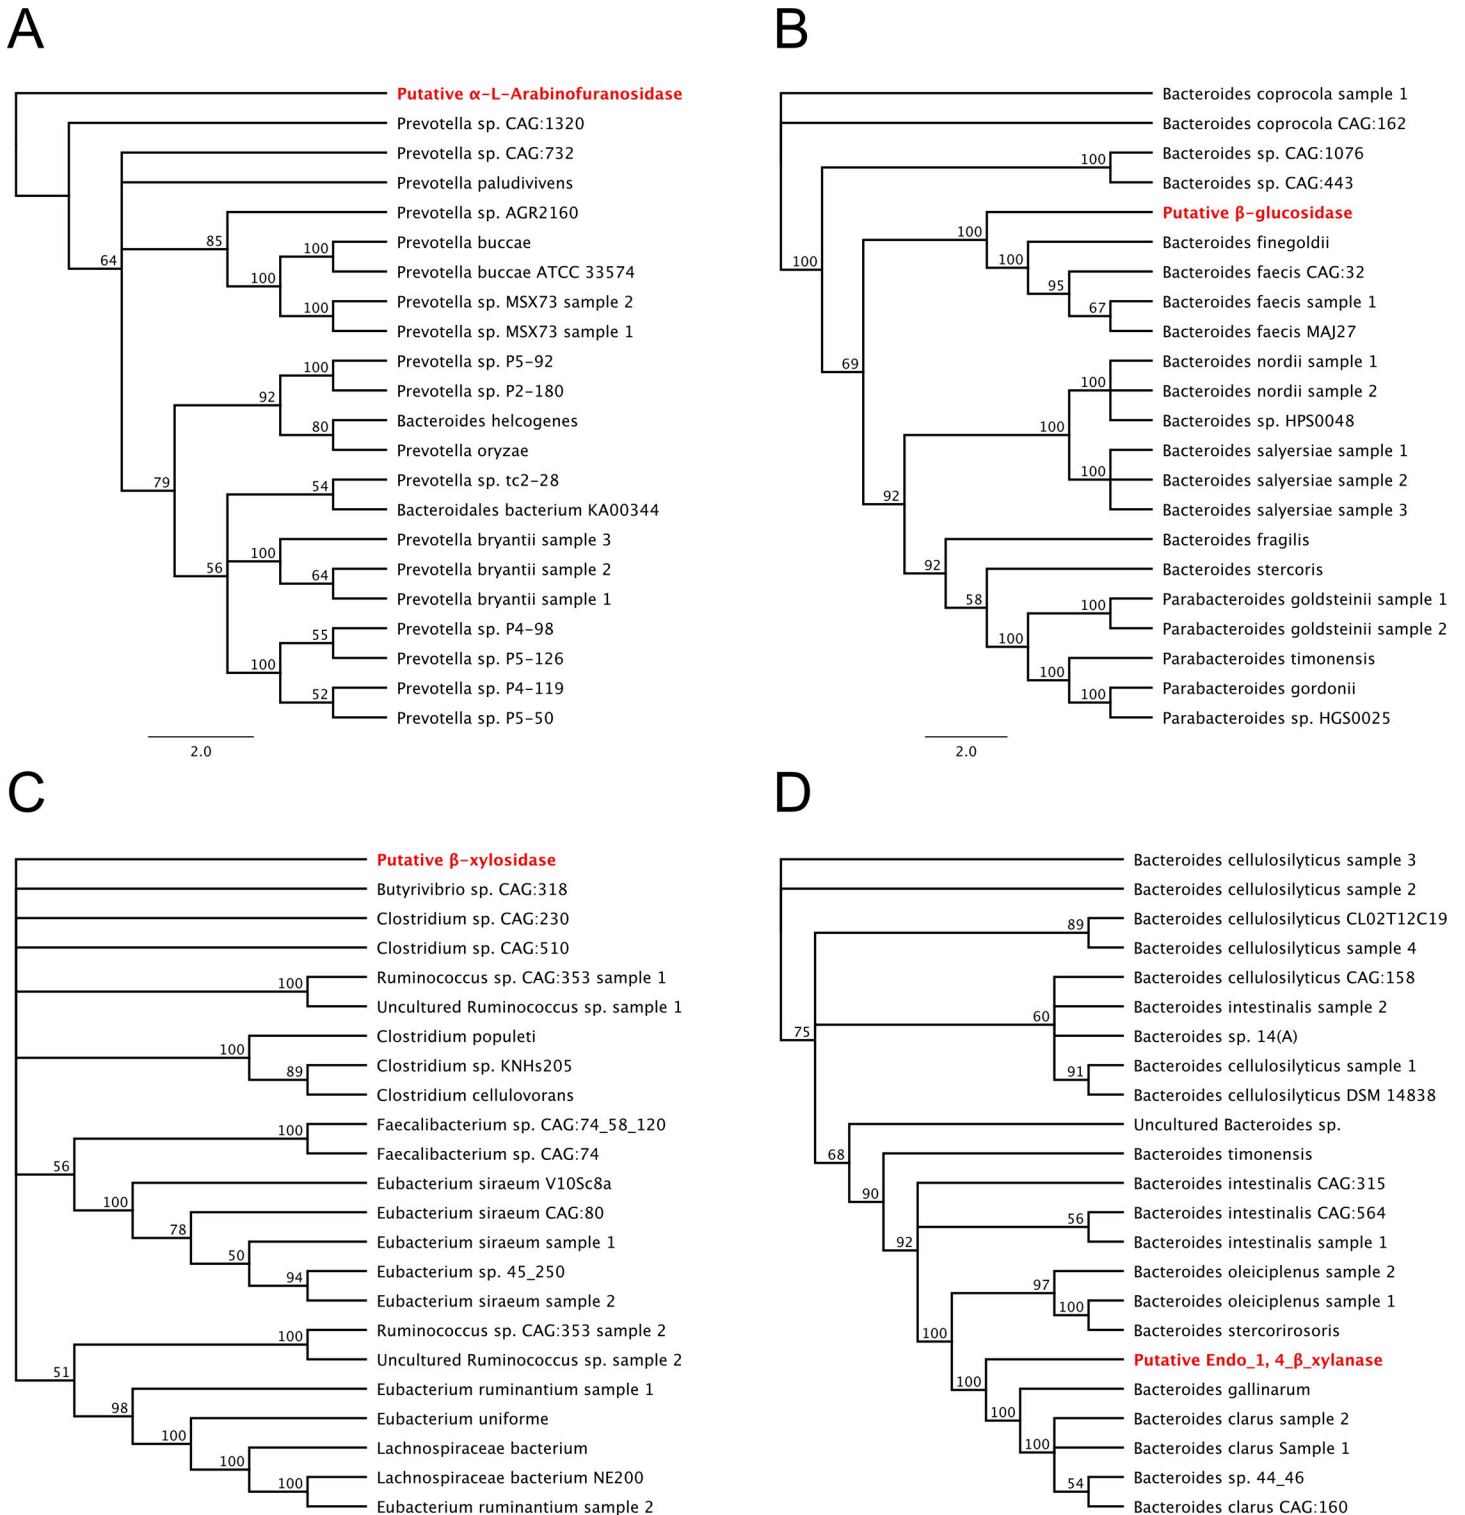 A
Putative α-L-Arabinofuranosidase
Prevotella sp. CAG:1320
Prevotella sp. CAG:732
Prevotella paludivivens
Prevotella sp. AGR2160
85
Prevotella buccae
100
Prevotella buccae ATCC 33574
64
100
Prevotella sp. MSX73 sample 2
100
Prevotella sp. MSX73 sample 1
Prevotella sp. P5-92
100
Prevotella sp. P2-180
92
Bacteroides helcogenes
80
Prevotella oryzae
79
Prevotella sp. tc2-28
54
Bacteroidales bacterium KA00344
Prevotella bryantii sample 3
100
56
Prevotella bryantii sample 2
64
Prevotella bryantii sample 1
Prevotella sp. P4-98
55
Prevotella sp. P5-126
100
Prevotella sp. P4-119
52
Prevotella sp. P5-50
2.0
B
Bacteroides coprocola sample 1
Bacteroides coprocola CAG:162
Bacteroides sp. CAG:1076
100
Bacteroides sp. CAG:443
Putative β-glucosidase
100
Bacteroides finegoldii
100
100
Bacteroides faecis CAG:32
95
Bacteroides faecis sample 1
67
Bacteroides faecis MAJ27
69
Bacteroides nordii sample 1
100
Bacteroides nordii sample 2
Bacteroides sp. HPS0048
100
Bacteroides salyersiae sample 1
100
Bacteroides salyersiae sample 2
92
Bacteroides salyersiae sample 3
Bacteroides fragilis
92
Bacteroides stercoris
58
Parabacteroides goldsteinii sample 1
100
Parabacteroides goldsteinii sample 2
100
Parabacteroides timonensis
100
Parabacteroides gordonii
100
Parabacteroides sp. HGS0025
2.0
C
Putative β-xylosidase
Butyrivibrio sp. CAG:318
Clostridium sp. CAG:230
Clostridium sp. CAG:510
Ruminococcus sp. CAG:353 sample 1
100
Uncultured Ruminococcus sp. sample 1
Clostridium populeti
100
Clostridium sp. KNHs205
89
Clostridium cellulovorans
Faecalibacterium sp. CAG:74_58_120
100
Faecalibacterium sp. CAG:74
56
Eubacterium siraeum V10Sc8a
100
Eubacterium siraeum CAG:80
78
Eubacterium siraeum sample 1
50
Eubacterium sp. 45_250
94
Eubacterium siraeum sample 2
Ruminococcus sp. CAG:353 sample 2
100
Uncultured Ruminococcus sp. sample 2
51
Eubacterium ruminantium sample 1
98
Eubacterium uniforme
100
Lachnospiraceae bacterium
100
Lachnospiraceae bacterium NE200
100
Eubacterium ruminantium sample 2
D
Bacteroides cellulosilyticus sample 3
Bacteroides cellulosilyticus sample 2
Bacteroides cellulosilyticus CL02T12C19
89
Bacteroides cellulosilyticus sample 4
Bacteroides cellulosilyticus CAG:158
Bacteroides intestinalis sample 2
60
75
Bacteroides sp. 14(A)
Bacteroides cellulosilyticus sample 1
91
Bacteroides cellulosilyticus DSM 14838
Uncultured Bacteroides sp.
68
Bacteroides timonensis
90
Bacteroides intestinalis CAG:315
Bacteroides intestinalis CAG:564
56
92
Bacteroides intestinalis sample 1
Bacteroides oleiciplenus sample 2
97
Bacteroides oleiciplenus sample 1
100
Bacteroides stercorirosoris
100
Putative Endo_1, 4_β_xylanase
100
Bacteroides gallinarum
100
Bacteroides clarus sample 2
100
Bacteroides clarus Sample 1
Bacteroides sp. 44_46
54
Bacteroides clarus CAG:160